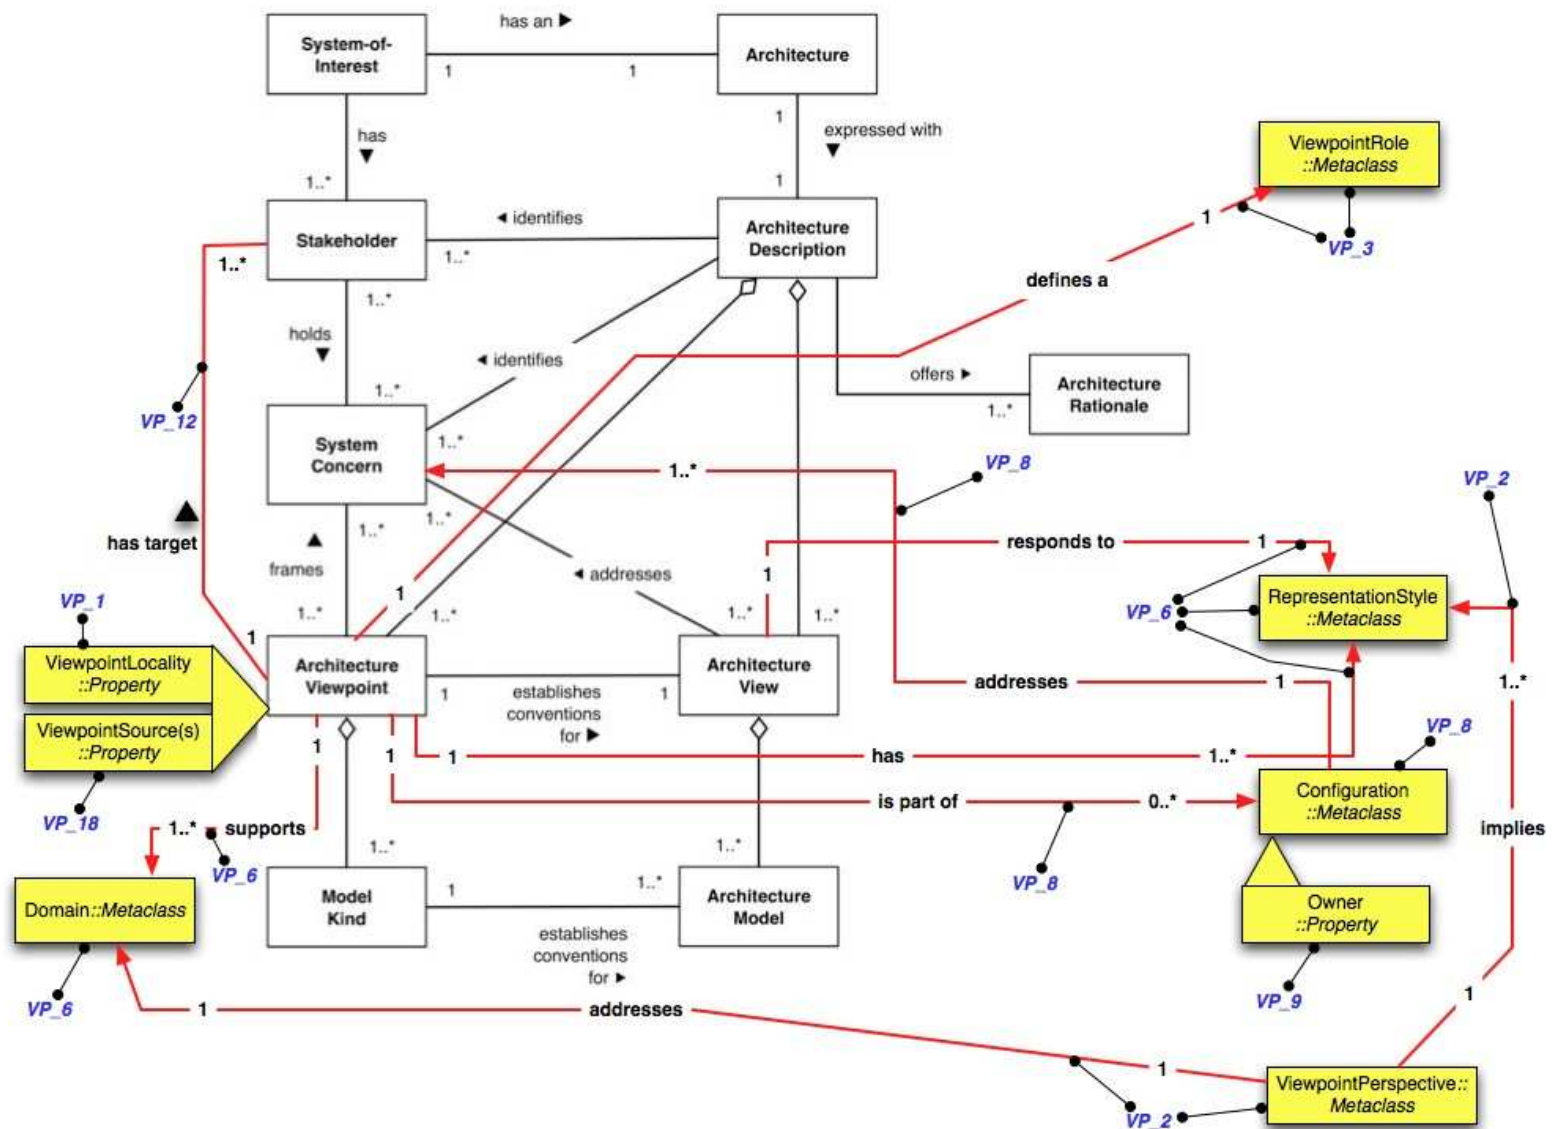 has an ▶
System-of-
Interest
1
1
Architecture
has
▼
1..*
1
expressed with
▼
1
ViewpointRole
::Metaclass
1
VP_3
Stakeholder
1..*
◄ identifies
1..*
Architecture
Description
defines a
1..*
holds
▼
◄ identifies
offers ▶
1..*
Architecture
Rationale
VP_12
1..*
1..*
System
Concern
1..*
VP_8
VP_2
▲
has target
1..*
1..*
▲
frames
◄ addresses
responds to
1
1
1
1..*
1..*
1..*
1..*
RepresentationStyle
::Metaclass
VP_6
VP_1
1
ViewpointLocality
::Property
Architecture
Viewpoint
1
establishes
conventions
for ▶
1
Architecture
View
addresses
1
1..*
ViewpointSource(s)
::Property
VP_18
1
1
1
has
1..*
VP_8
is part of
0..*
Configuration
::Metaclass
implies
1..*
supports
VP_6
1..*
1..*
VP_8
Domain::Metaclass
Model
Kind
1
1..*
Architecture
Model
Owner
::Property
establishes
conventions
for ▶
VP_6
VP_9
1
addresses
1
1
ViewpointPerspective::
Metaclass
VP_2